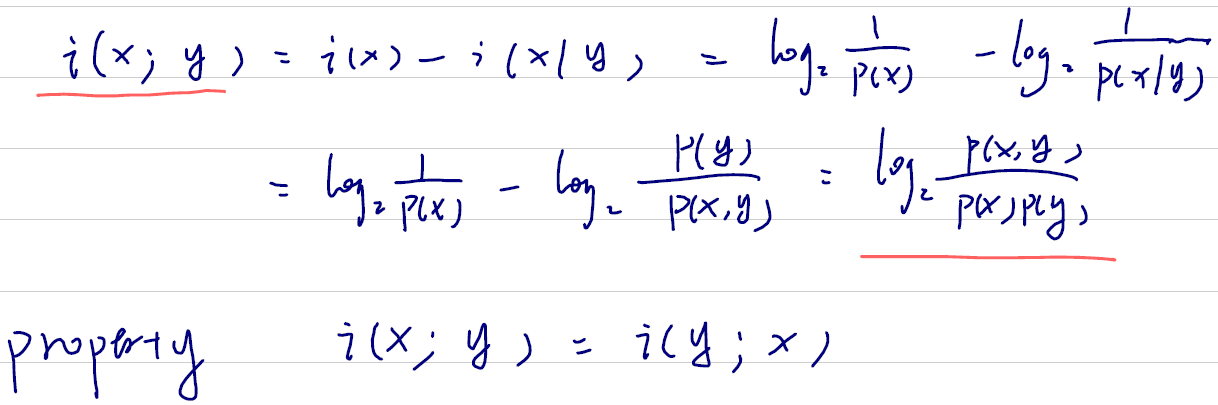 i(x; y) = i(x) - i(x|y) = log₂ 1/P(x) - log₂ 1/p(x|y)
= log₂ 1/P(x) - log₂ P(y)/P(x,y) = log₂ p(x,y)/p(x)p(y)
property i(x; y) = i(y; x)